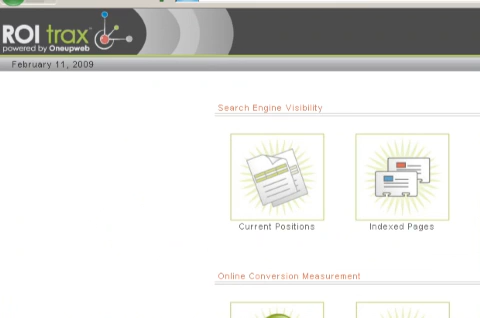 ROI trax
powered by Oneupweb
February 11, 2009
Search Engine Visibility
Current Positions
Indexed Pages
Online Conversion Measurement